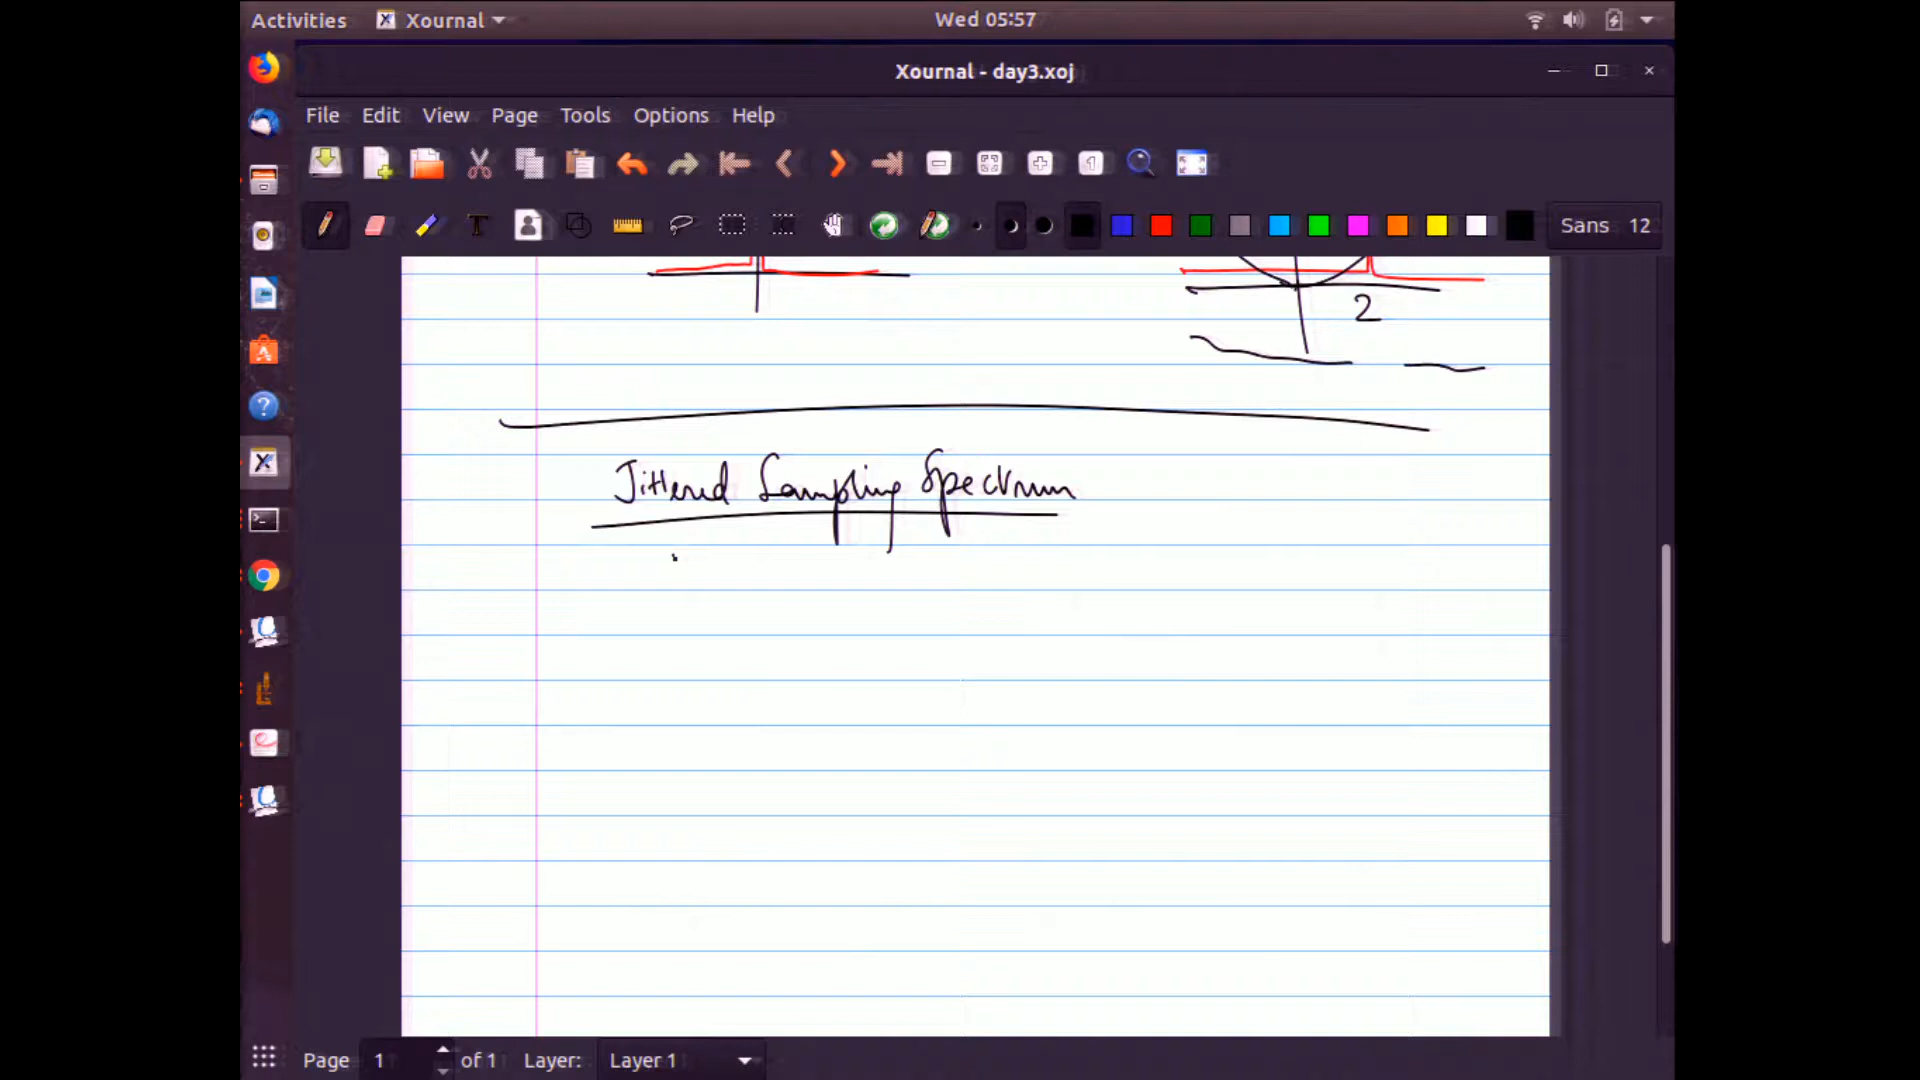 Activities Xournal Wed 05:57
Xournal - day3.xoj
File Edit View Page Tools Options Help
Sans 12
2
Jittered Sampling Spectrum
Page 1 of 1 Layer: Layer 1